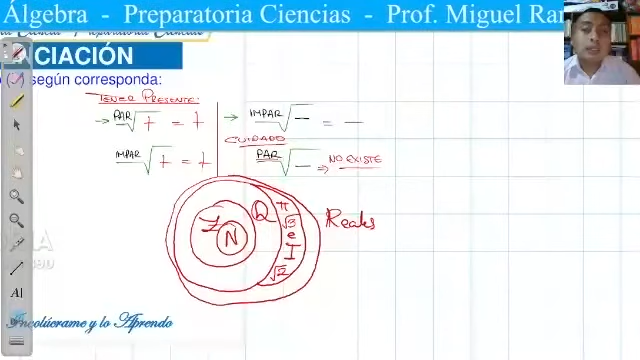 Álgebra - Preparatoria Ciencias - Prof. Miguel Ram
CIACIÓN
según corresponda:
TENER PRESENTE:
→ PAR√+ = +
IMPAR√+ = +
→ IMPAR√− = −
CUIDADO
PAR√− → NO EXISTE
Z
N
Q
π
√3
e
I
√2
Reales
A|
Incolúcrame y lo Aprendo